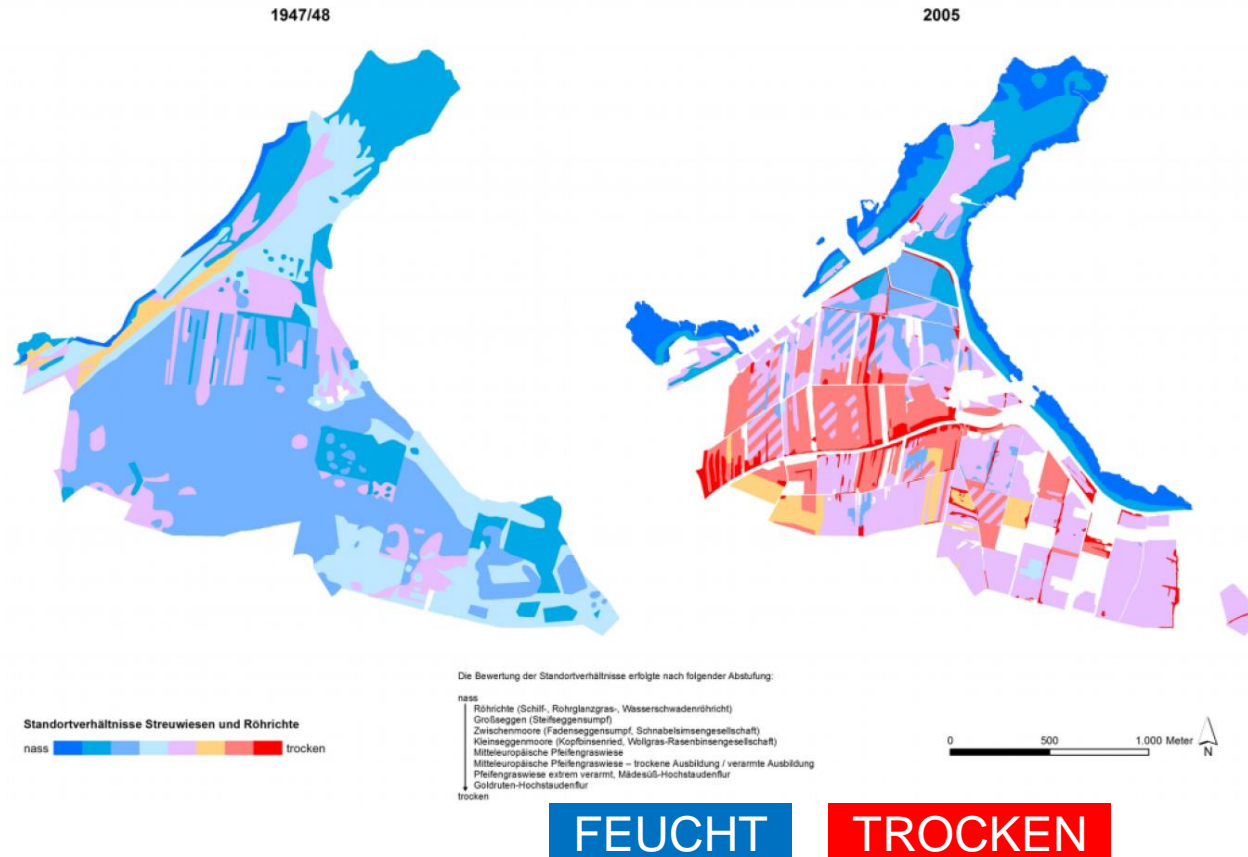 1947/48
2005
Standortverhältnisse Streuwiesen und Röhrichte
nass trocken
Die Bewertung der Standortverhältnisse erfolgte nach folgender Abstufung:
nass
Röhrichte (Schilf-, Rohrglanzgras-, Wasserschwadenröhricht)
Großseggen (Steifseggensumpf)
Zwischenmoore (Fadenseggensumpf, Schnabelsimsengesellschaft)
Kleinseggenmoore (Kopfbinsenried, Wollgras-Rasenbinsengesellschaft)
Mitteleuropäische Pfeifengraswiese
Mitteleuropäische Pfeifengraswiese – trockene Ausbildung / verarmte Ausbildung
Pfeifengraswiese extrem verarmt, Mädesüß-Hochstaudenflur
Goldruten-Hochstaudenflur
trocken
0 500 1.000 Meter
N
FEUCHT TROCKEN